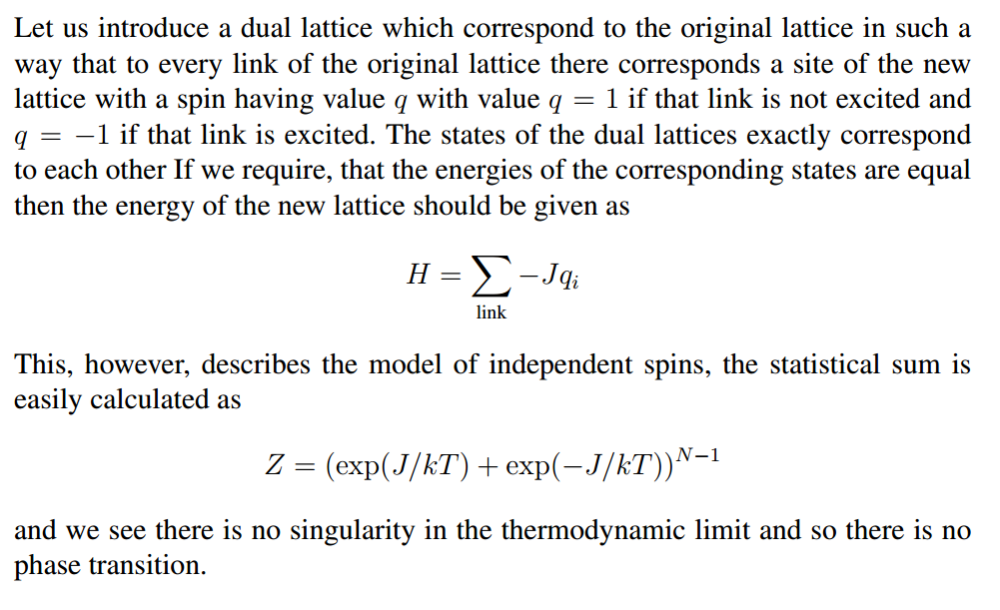 Let us introduce a dual lattice which correspond to the original lattice in such a
way that to every link of the original lattice there corresponds a site of the new
lattice with a spin having value q with value q = 1 if that link is not excited and
q = −1 if that link is excited. The states of the dual lattices exactly correspond
to each other If we require, that the energies of the corresponding states are equal
then the energy of the new lattice should be given as
H = ∑ −Jqᵢ
link
This, however, describes the model of independent spins, the statistical sum is
easily calculated as
Z = (exp(J/kT) + exp(−J/kT))ᴺ⁻¹
and we see there is no singularity in the thermodynamic limit and so there is no
phase transition.